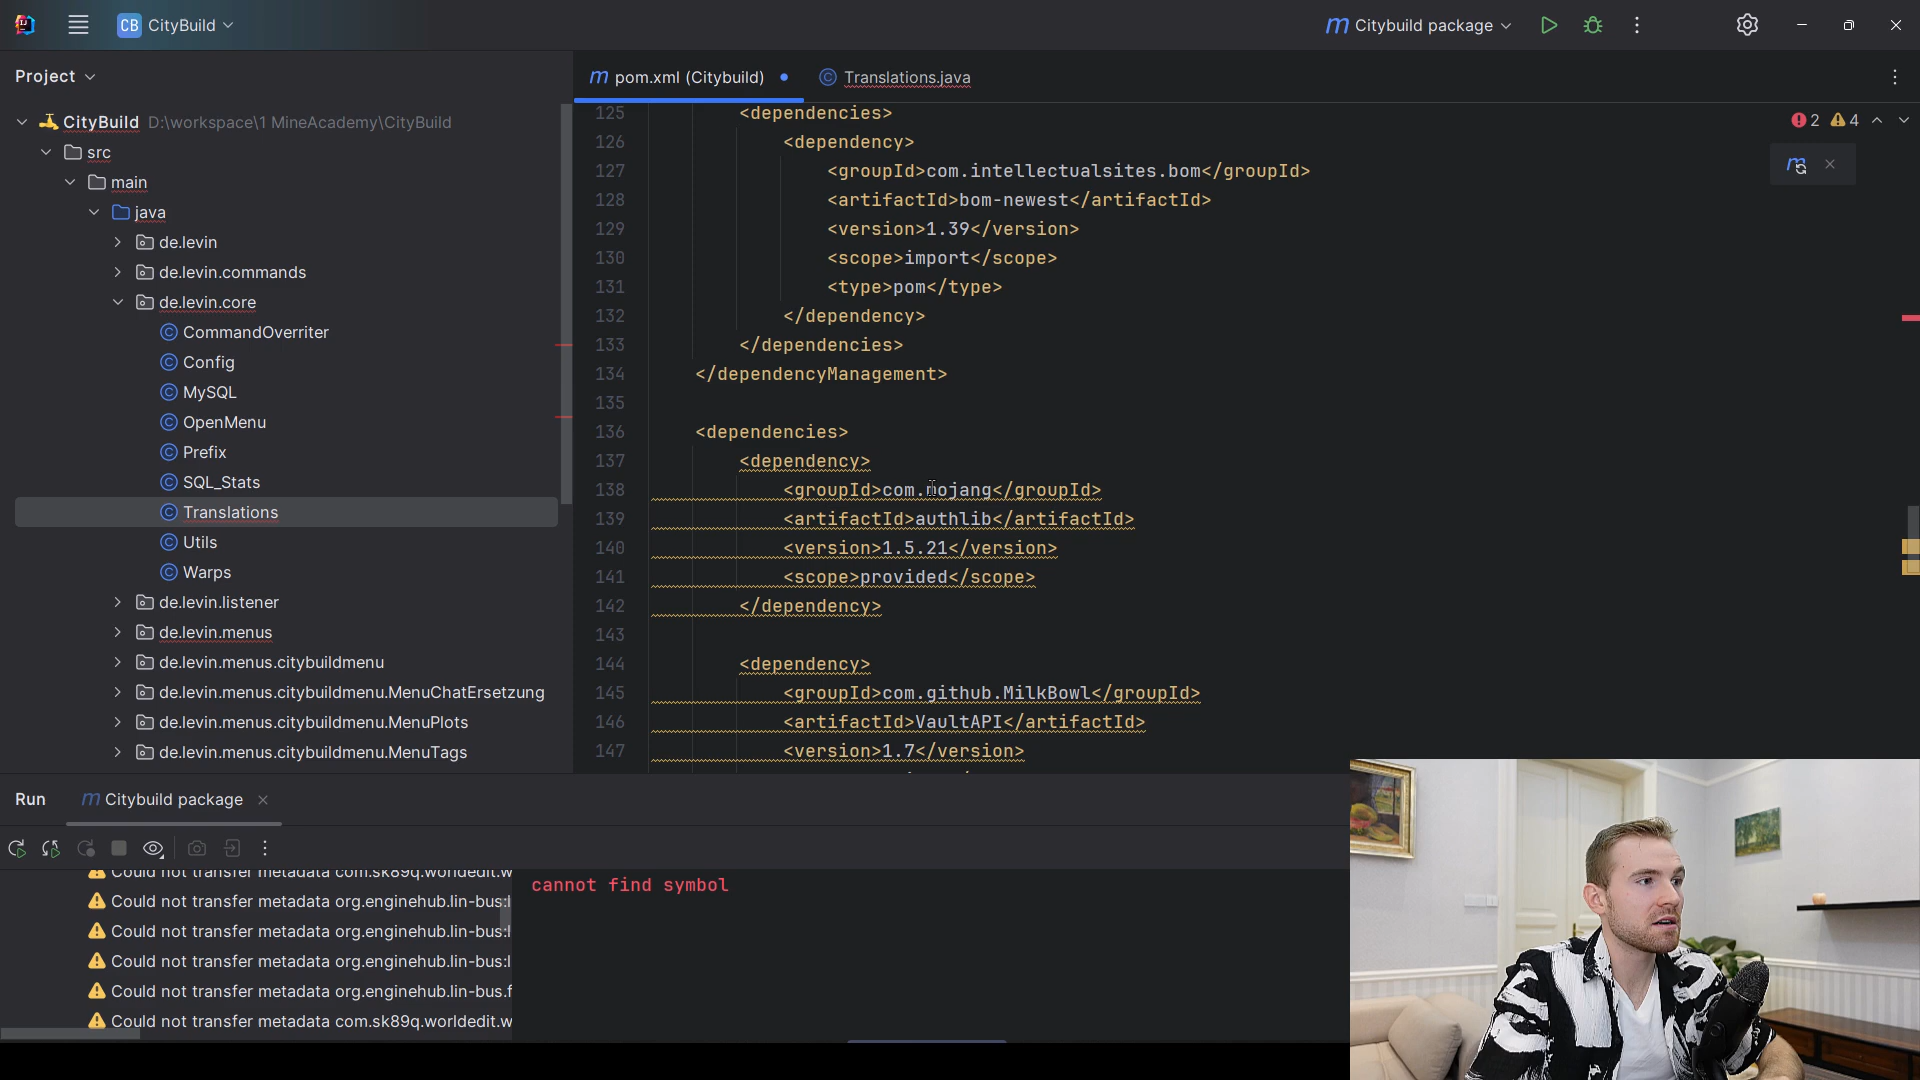 CB CityBuild
Citybuild package
Project
pom.xml (Citybuild)
Translations.java
CityBuild D:\workspace\1 MineAcademy\CityBuild
src
main
java
de.levin
de.levin.commands
de.levin.core
CommandOverriter
Config
MySQL
OpenMenu
Prefix
SQL_Stats
Translations
Utils
Warps
de.levin.listener
de.levin.menus
de.levin.menus.citybuildmenu
de.levin.menus.citybuildmenu.MenuChatErsetzung
de.levin.menus.citybuildmenu.MenuPlots
de.levin.menus.citybuildmenu.MenuTags
2 4
125 <dependencies>
126 <dependency>
127 <groupId>com.intellectualsites.bom</groupId>
128 <artifactId>bom-newest</artifactId>
129 <version>1.39</version>
130 <scope>import</scope>
131 <type>pom</type>
132 </dependency>
133 </dependencies>
134 </dependencyManagement>
135
136 <dependencies>
137 <dependency>
138 <groupId>com.mojang</groupId>
139 <artifactId>authlib</artifactId>
140 <version>1.5.21</version>
141 <scope>provided</scope>
142 </dependency>
143
144 <dependency>
145 <groupId>com.github.MilkBowl</groupId>
146 <artifactId>VaultAPI</artifactId>
147 <version>1.7</version>
Run
Citybuild package
Could not transfer metadata com.sk89q.worldedit.w
Could not transfer metadata org.enginehub.lin-bus:l
Could not transfer metadata org.enginehub.lin-bus:l
Could not transfer metadata org.enginehub.lin-bus:l
Could not transfer metadata org.enginehub.lin-bus.f
Could not transfer metadata com.sk89q.worldedit.w
cannot find symbol